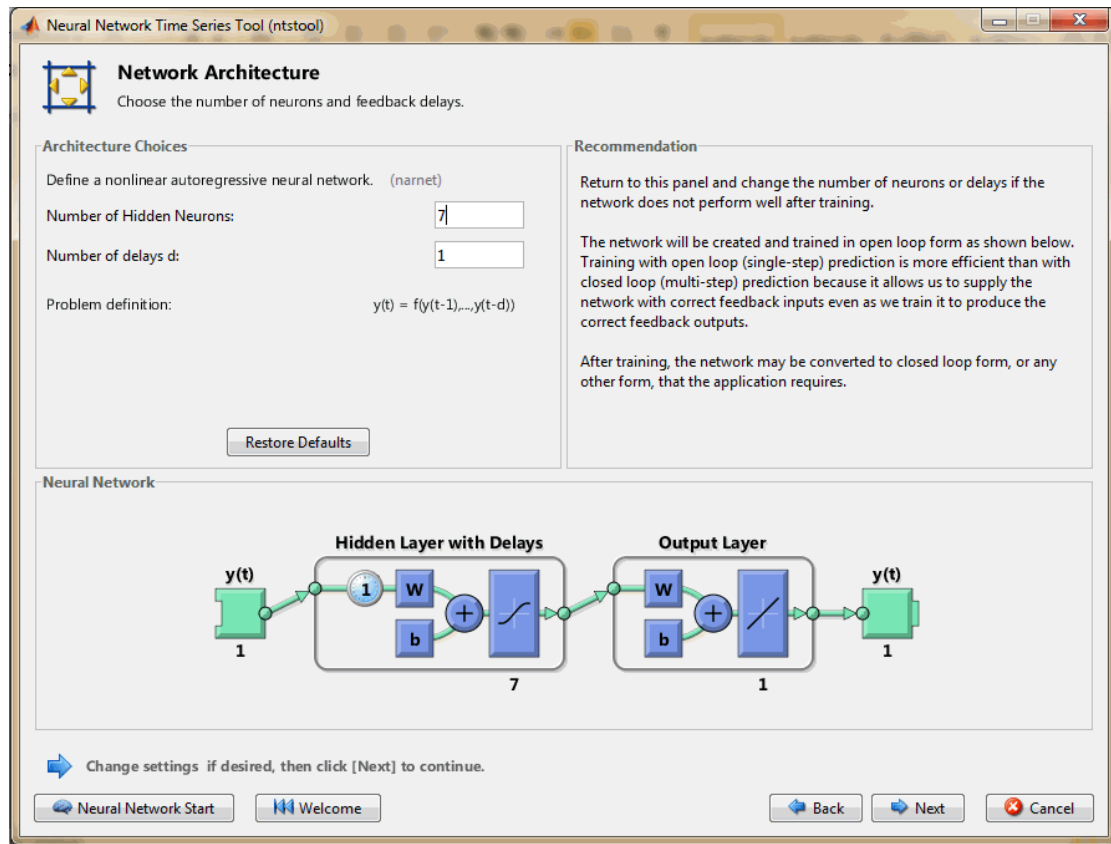 Neural Network Time Series Tool (ntstool)
Network Architecture
Choose the number of neurons and feedback delays.
Architecture Choices
Define a nonlinear autoregressive neural network. (narnet)
Number of Hidden Neurons: 7
Number of delays d: 1
Problem definition: y(t) = f(y(t-1),...,y(t-d))
Restore Defaults
Recommendation
Return to this panel and change the number of neurons or delays if the
network does not perform well after training.
The network will be created and trained in open loop form as shown below.
Training with open loop (single-step) prediction is more efficient than with
closed loop (multi-step) prediction because it allows us to supply the
network with correct feedback inputs even as we train it to produce the
correct feedback outputs.
After training, the network may be converted to closed loop form, or any
other form, that the application requires.
Neural Network
Hidden Layer with Delays
Output Layer
y(t)
1
1
W
b
+
7
W
b
+
1
y(t)
1
Change settings if desired, then click [Next] to continue.
Neural Network Start
Welcome
Back
Next
Cancel